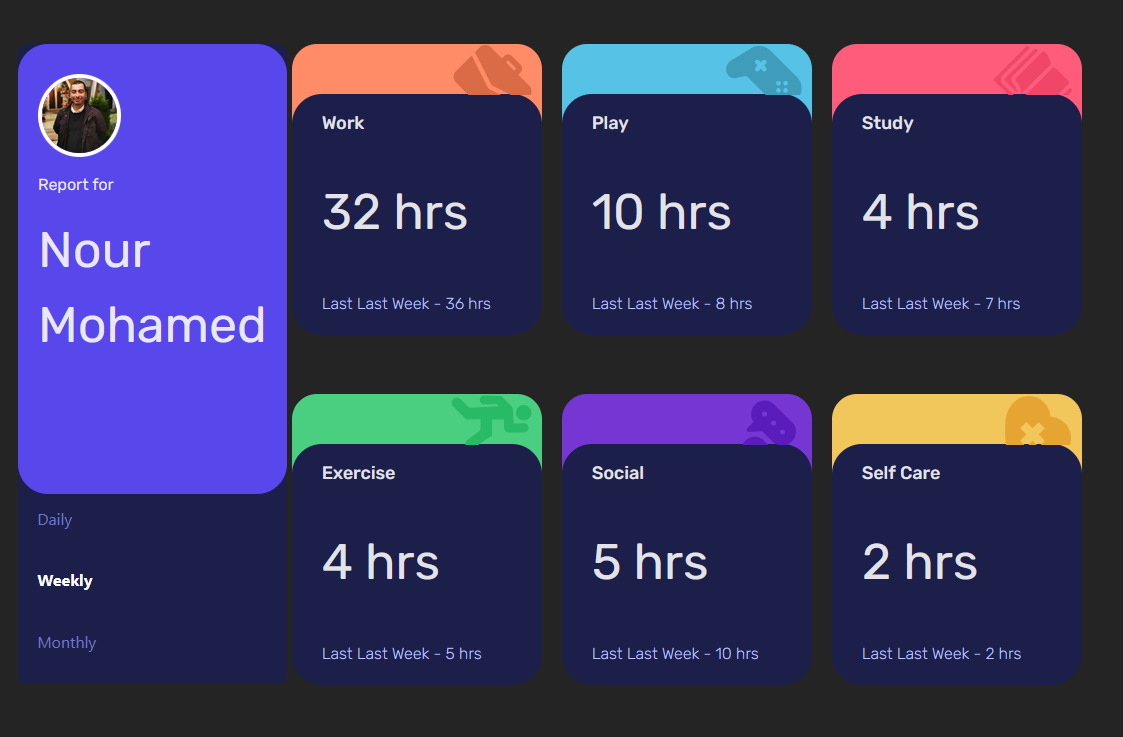 Report for
Nour
Mohamed
Daily
Weekly
Monthly
Work
32 hrs
Last Last Week - 36 hrs
Play
10 hrs
Last Last Week - 8 hrs
Study
4 hrs
Last Last Week - 7 hrs
Exercise
4 hrs
Last Last Week - 5 hrs
Social
5 hrs
Last Last Week - 10 hrs
Self Care
2 hrs
Last Last Week - 2 hrs